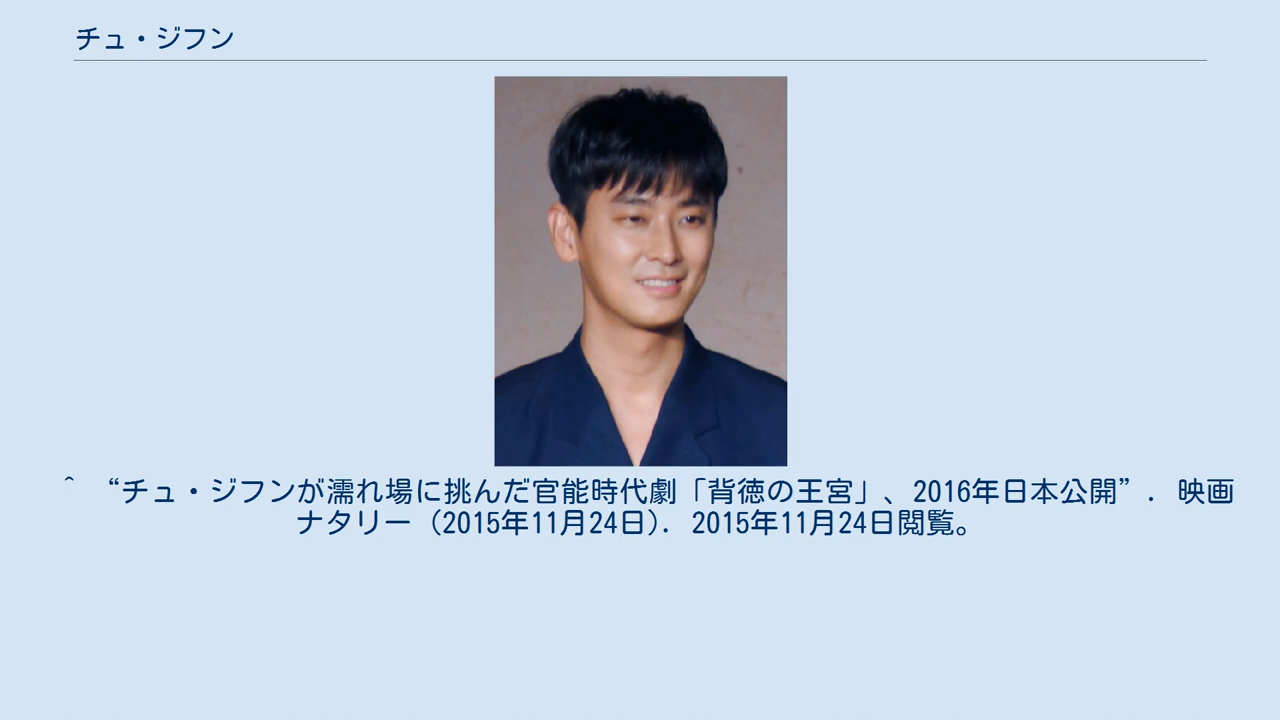 チュ・ジフン
^ “チュ・ジフンが濡れ場に挑んだ官能時代劇「背徳の王宮」、2016年日本公開”. 映画
ナタリー (2015年11月24日). 2015年11月24日閲覧。